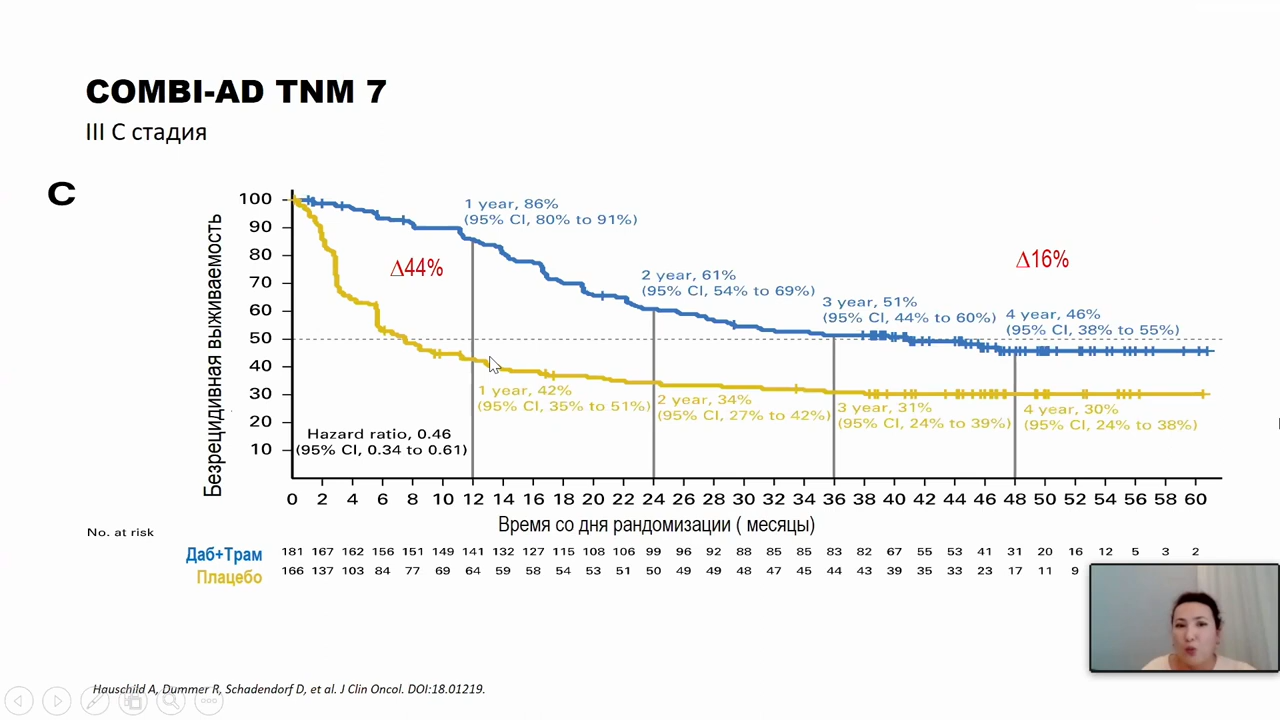 COMBI-AD TNM 7
III C стадия
C
Безрецидивная выживаемость
100
90
80
70
60
50
40
30
20
10
1 year, 86%
(95% CI, 80% to 91%)
Δ44%
2 year, 61%
(95% CI, 54% to 69%)
3 year, 51%
(95% CI, 44% to 60%)
Δ16%
4 year, 46%
(95% CI, 38% to 55%)
1 year, 42%
(95% CI, 35% to 51%)
2 year, 34%
(95% CI, 27% to 42%)
3 year, 31%
(95% CI, 24% to 39%)
4 year, 30%
(95% CI, 24% to 38%)
Hazard ratio, 0.46
(95% CI, 0.34 to 0.61)
0 2 4 6 8 10 12 14 16 18 20 22 24 26 28 30 32 34 36 38 40 42 44 46 48 50 52 54 56 58 60
Время со дня рандомизации ( месяцы)
No. at risk
Даб+Трам 181 167 162 156 151 149 141 132 127 115 108 106 99 96 92 88 85 85 83 82 67 55 53 41 31 20 16 12 5 3 2
Плацебо 166 137 103 84 77 69 64 59 58 54 53 51 50 49 49 48 47 45 44 43 39 35 33 23 17 11 9
Hauschild A, Dummer R, Schadendorf D, et al. J Clin Oncol. DOI:18.01219.